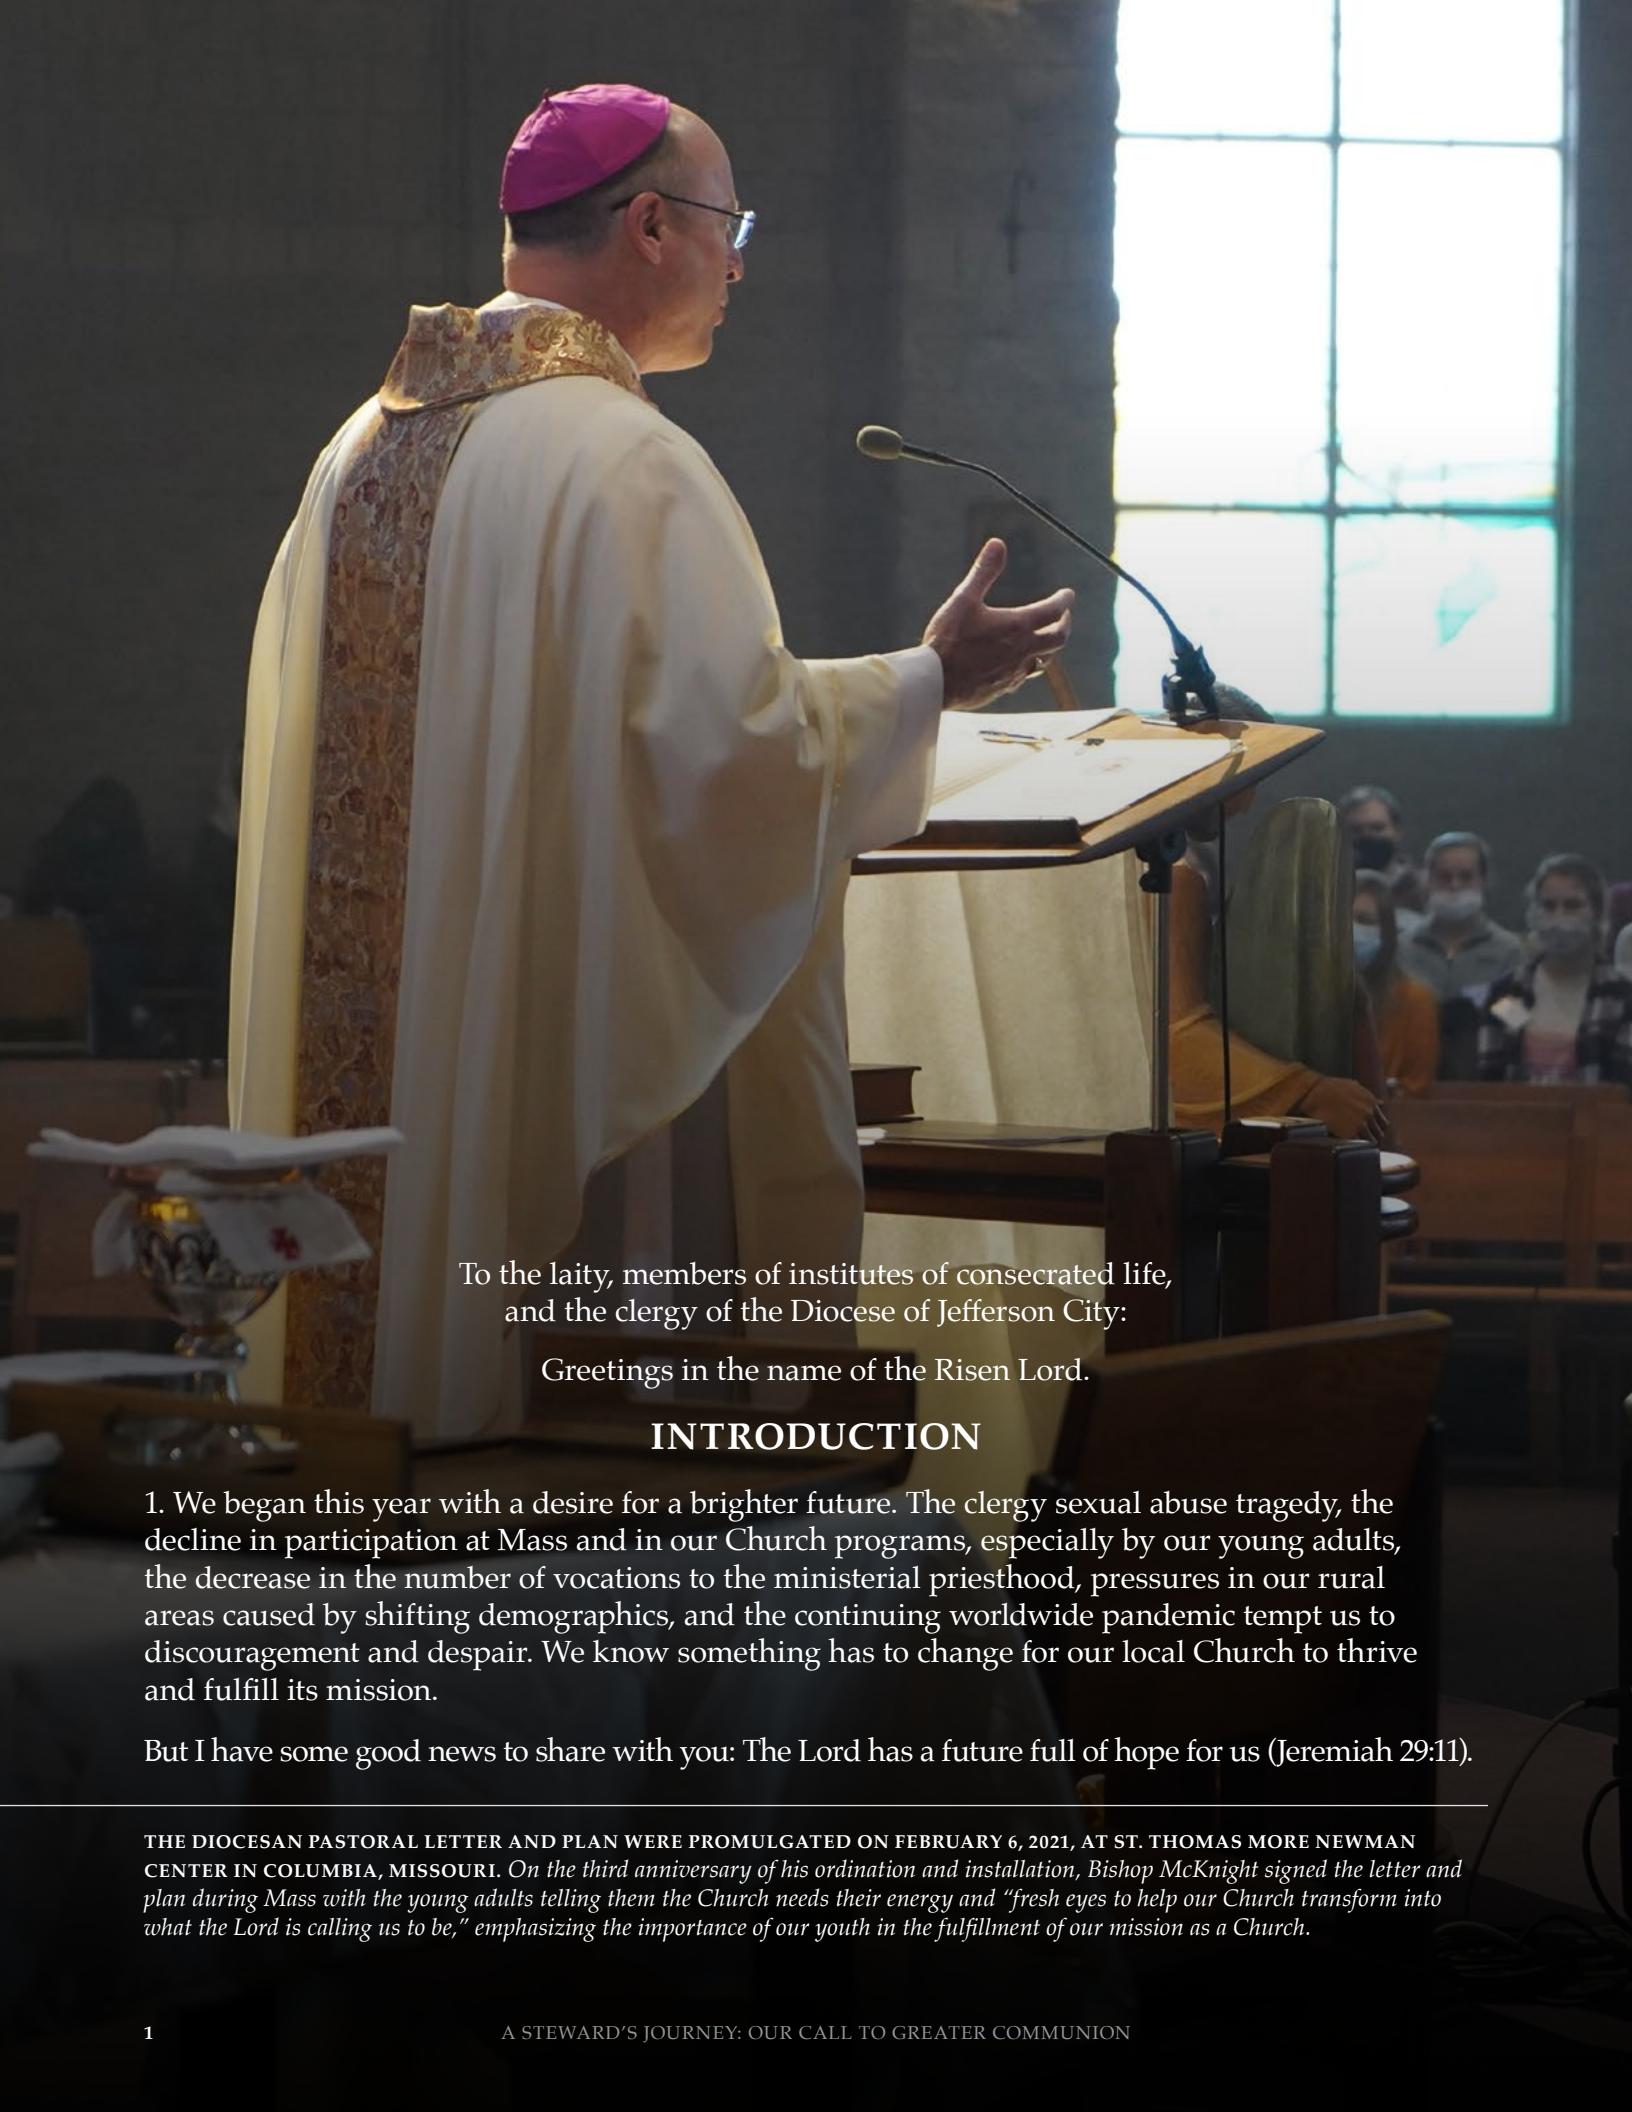 To the laity, members of institutes of consecrated life,
and the clergy of the Diocese of Jefferson City:
Greetings in the name of the Risen Lord.
INTRODUCTION
1. We began this year with a desire for a brighter future. The clergy sexual abuse tragedy, the
decline in participation at Mass and in our Church programs, especially by our young adults,
the decrease in the number of vocations to the ministerial priesthood, pressures in our rural
areas caused by shifting demographics, and the continuing worldwide pandemic tempt us to
discouragement and despair. We know something has to change for our local Church to thrive
and fulfill its mission.
But I have some good news to share with you: The Lord has a future full of hope for us (Jeremiah 29:11).
THE DIOCESAN PASTORAL LETTER AND PLAN WERE PROMULGATED ON FEBRUARY 6, 2021, AT ST. THOMAS MORE NEWMAN
CENTER IN COLUMBIA, MISSOURI. On the third anniversary of his ordination and installation, Bishop McKnight signed the letter and
plan during Mass with the young adults telling them the Church needs their energy and “fresh eyes to help our Church transform into
what the Lord is calling us to be,” emphasizing the importance of our youth in the fulfillment of our mission as a Church.
1
A STEWARD’S JOURNEY: OUR CALL TO GREATER COMMUNION